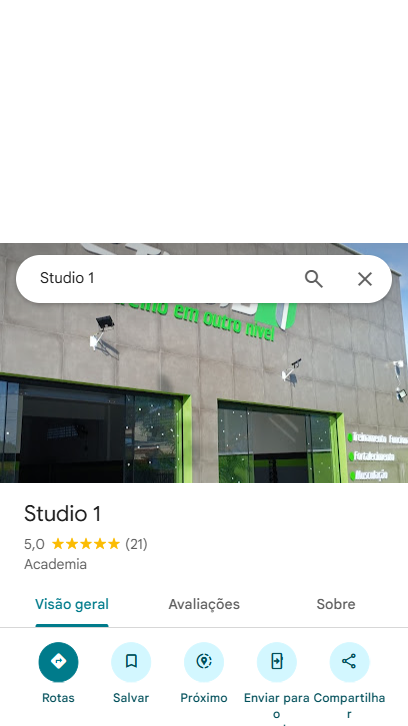 Studio 1
treino em outro nível
Treinamento Funcional
Fortalecimento
Musculação
Studio 1
5,0 (21)
Academia
Visão geral Avaliações Sobre
Rotas Salvar Próximo Enviar para Compartilha
o r